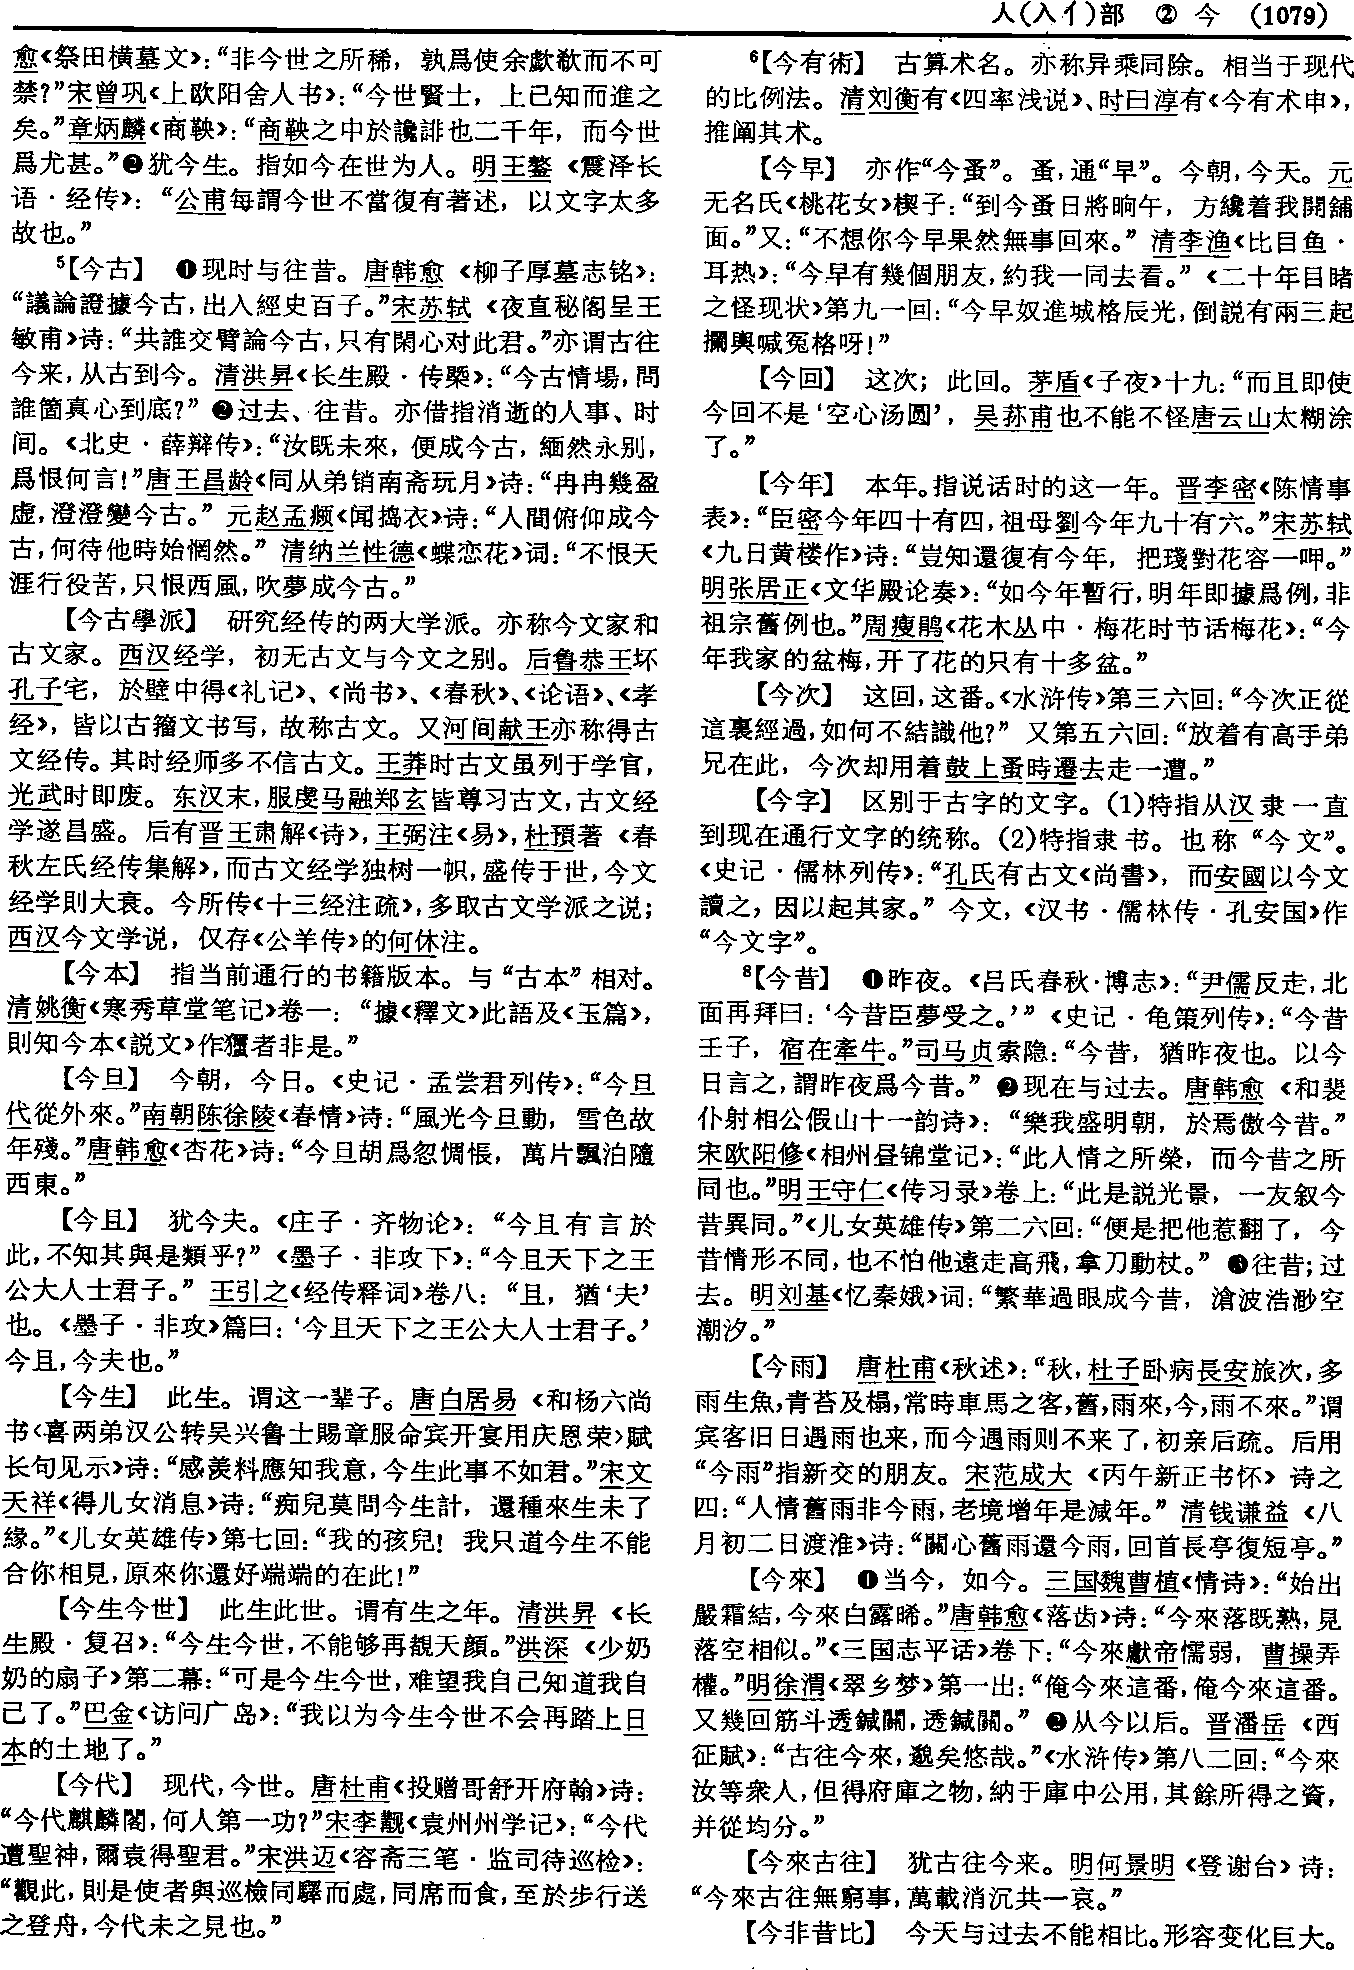 人(入亻)部 ② 今 (1079)
愈《祭田横墓文》：“非今世之所稀，孰爲使余歔欷而不可
禁？”宋曾巩《上欧阳舍人书》：“今世賢士，上已知而進之
矣。”章炳麟《商鞅》：“商鞅之中於讒誹也二千年，而今世
爲尤甚。”❷犹今生。指如今在世为人。明王鏊《震泽长
语·经传》：“公甫每謂今世不當復有著述，以文字太多
故也。”
⁵【今古】 ❶现时与往昔。唐韩愈《柳子厚墓志铭》：
“議論證據今古，出入經史百子。”宋苏轼《夜直秘阁呈王
敏甫》诗：“共誰交臂論今古，只有閑心对此君。”亦谓古往
今来，从古到今。清洪昇《长生殿·传槩》：“今古情場，問
誰箇真心到底？”❷过去、往昔。亦借指消逝的人事、时
间。《北史·薛辩传》：“汝既未來，便成今古，緬然永别，
爲恨何言！”唐王昌龄《同从弟销南斋玩月》诗：“冉冉幾盈
虚，澄澄變今古。”元赵孟頫《闻捣衣》诗：“人間俯仰成今
古，何待他時始惘然。”清纳兰性德《蝶恋花》词：“不恨天
涯行役苦，只恨西風，吹夢成今古。”
【今古學派】 研究经传的两大学派。亦称今文家和
古文家。西汉经学，初无古文与今文之别。后鲁恭王坏
孔子宅，於壁中得《礼记》、《尚书》、《春秋》、《论语》、《孝
经》，皆以古籀文书写，故称古文。又河间献王亦称得古
文经传。其时经师多不信古文。王莽时古文虽列于学官，
光武时即废。东汉末，服虔马融郑玄皆尊习古文，古文经
学遂昌盛。后有晋王肃解《诗》，王弼注《易》，杜预著《春
秋左氏经传集解》，而古文经学独树一帜，盛传于世，今文
经学則大衰。今所传《十三经注疏》，多取古文学派之说；
西汉今文学说，仅存《公羊传》的何休注。
【今本】 指当前通行的书籍版本。与“古本”相对。
清姚衡《寒秀草堂笔记》卷一：“據《釋文》此語及《玉篇》，
則知今本《説文》作玃者非是。”
【今旦】 今朝，今日。《史记·孟尝君列传》：“今旦
代從外來。”南朝陈徐陵《春情》诗：“風光今旦動，雪色故
年殘。”唐韩愈《杏花》诗：“今旦胡爲忽惆悵，萬片飄泊隨
西東。”
【今且】 犹今夫。《庄子·齐物论》：“今且有言於
此，不知其與是類乎？”《墨子·非攻下》：“今且天下之王
公大人士君子。”王引之《经传释词》卷八：“且，猶‘夫’
也。《墨子·非攻》篇曰：‘今且天下之王公大人士君子。’
今且，今夫也。”
【今生】 此生。谓这一辈子。唐白居易《和杨六尚
书〈喜两弟汉公转吴兴鲁士赐章服命宾开宴用庆恩荣〉赋
长句见示》诗：“感羡料應知我意，今生此事不如君。”宋文
天祥《得儿女消息》诗：“痴兒莫問今生計，還種來生未了
緣。”《儿女英雄传》第七回：“我的孩兒！我只道今生不能
合你相見，原來你還好端端的在此！”
【今生今世】 此生此世。谓有生之年。清洪昇《长
生殿·复召》：“今生今世，不能够再覩天顔。”洪深《少奶
奶的扇子》第二幕：“可是今生今世，难望我自己知道我自
己了。”巴金《访问广岛》：“我以为今生今世不会再踏上日
本的土地了。”
【今代】 现代，今世。唐杜甫《投赠哥舒开府翰》诗：
“今代麒麟閣，何人第一功？”宋李觏《袁州州学记》：“今代
遭聖神，爾袁得聖君。”宋洪迈《容斋三笔·监司待巡检》：
“觀此，則是使者與巡檢同驛而處，同席而食，至於步行送
之登舟，今代未之見也。”
⁶【今有術】 古算术名。亦称异乘同除。相当于现代
的比例法。清刘衡有《四率浅说》、时曰淳有《今有术申》，
推阐其术。
【今早】 亦作“今蚤”。蚤，通“早”。今朝，今天。元
无名氏《桃花女》楔子：“到今蚤日將晌午，方纔着我開鋪
面。”又：“不想你今早果然無事回來。”清李渔《比目鱼·
耳热》：“今早有幾個朋友，約我一同去看。”《二十年目睹
之怪现状》第九一回：“今早奴進城格辰光，倒説有兩三起
攔輿喊冤格呀！”
【今回】 这次；此回。茅盾《子夜》十九：“而且即使
今回不是‘空心汤圆’，吴荪甫也不能不怪唐云山太糊涂
了。”
【今年】 本年。指说话时的这一年。晋李密《陈情事
表》：“臣密今年四十有四，祖母劉今年九十有六。”宋苏轼
《九日黄楼作》诗：“豈知還復有今年，把琖對花容一呷。”
明张居正《文华殿论奏》：“如今年暫行，明年即據爲例，非
祖宗舊例也。”周瘦鹃《花木丛中·梅花时节话梅花》：“今
年我家的盆梅，开了花的只有十多盆。”
【今次】 这回，这番。《水浒传》第三六回：“今次正從
這裏經過，如何不結識他？”又第五六回：“放着有高手弟
兄在此，今次却用着鼓上蚤時遷去走一遭。”
【今字】 区别于古字的文字。(1)特指从汉隶一直
到现在通行文字的统称。(2)特指隶书。也称“今文”。
《史记·儒林列传》：“孔氏有古文《尚書》，而安國以今文
讀之，因以起其家。”今文，《汉书·儒林传·孔安国》作
“今文字”。
⁸【今昔】 ❶昨夜。《吕氏春秋·博志》：“尹儒反走，北
面再拜曰：‘今昔臣夢受之。’”《史记·龟策列传》：“今昔
壬子，宿在牽牛。”司马贞索隐：“今昔，猶昨夜也。以今
日言之，謂昨夜爲今昔。”❷现在与过去。唐韩愈《和裴
仆射相公假山十一韵诗》：“樂我盛明朝，於焉傲今昔。”
宋欧阳修《相州昼锦堂记》：“此人情之所榮，而今昔之所
同也。”明王守仁《传习录》卷上：“此是説光景，一友叙今
昔異同。”《儿女英雄传》第二六回：“便是把他惹翻了，今
昔情形不同，也不怕他遠走高飛，拿刀動杖。”❸往昔；过
去。明刘基《忆秦娥》词：“繁華過眼成今昔，滄波浩渺空
潮汐。”
【今雨】 唐杜甫《秋述》：“秋，杜子卧病長安旅次，多
雨生魚，青苔及榻，常時車馬之客，舊，雨來，今，雨不來。”谓
宾客旧日遇雨也来，而今遇雨则不来了，初亲后疏。后用
“今雨”指新交的朋友。宋范成大《丙午新正书怀》诗之
四：“人情舊雨非今雨，老境增年是減年。”清钱谦益《八
月初二日渡淮》诗：“關心舊雨還今雨，回首長亭復短亭。”
【今來】 ❶当今，如今。三国魏曹植《情诗》：“始出
嚴霜結，今來白露晞。”唐韩愈《落齿》诗：“今來落既熟，見
落空相似。”《三国志平话》卷下：“今來獻帝懦弱，曹操弄
權。”明徐渭《翠乡梦》第一出：“俺今來這番，俺今來這番。
又幾回筋斗透鍼關，透鍼關。”❷从今以后。晋潘岳《西
征赋》：“古往今來，邈矣悠哉。”《水浒传》第八二回：“今來
汝等衆人，但得府庫之物，納于庫中公用，其餘所得之資，
并從均分。”
【今來古往】 犹古往今来。明何景明《登谢台》诗：
“今來古往無窮事，萬載消沉共一哀。”
【今非昔比】 今天与过去不能相比。形容变化巨大。